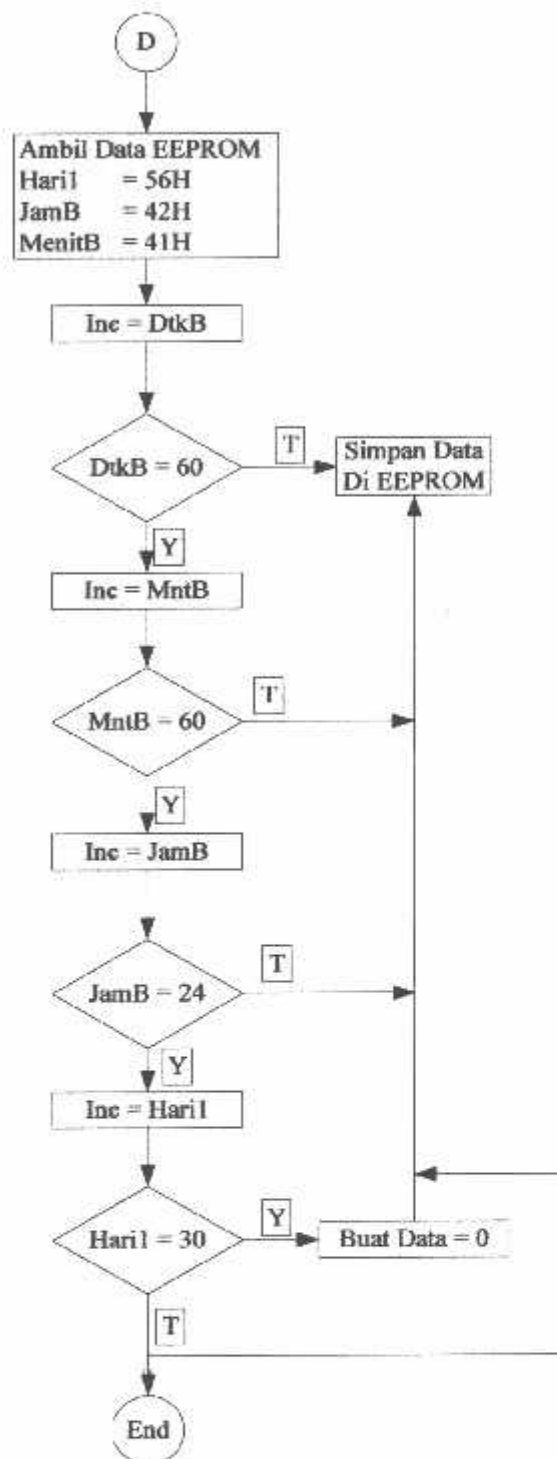 D
Ambil Data EEPROM
Hari1 = 56H
JamB = 42H
MenitB = 41H
Inc = DtkB
DtkB = 60
T
Simpan Data
Di EEPROM
Y
Inc = MntB
MntB = 60
T
Y
Inc = JamB
JamB = 24
T
Y
Inc = Hari1
Hari1 = 30
Y
Buat Data = 0
T
End